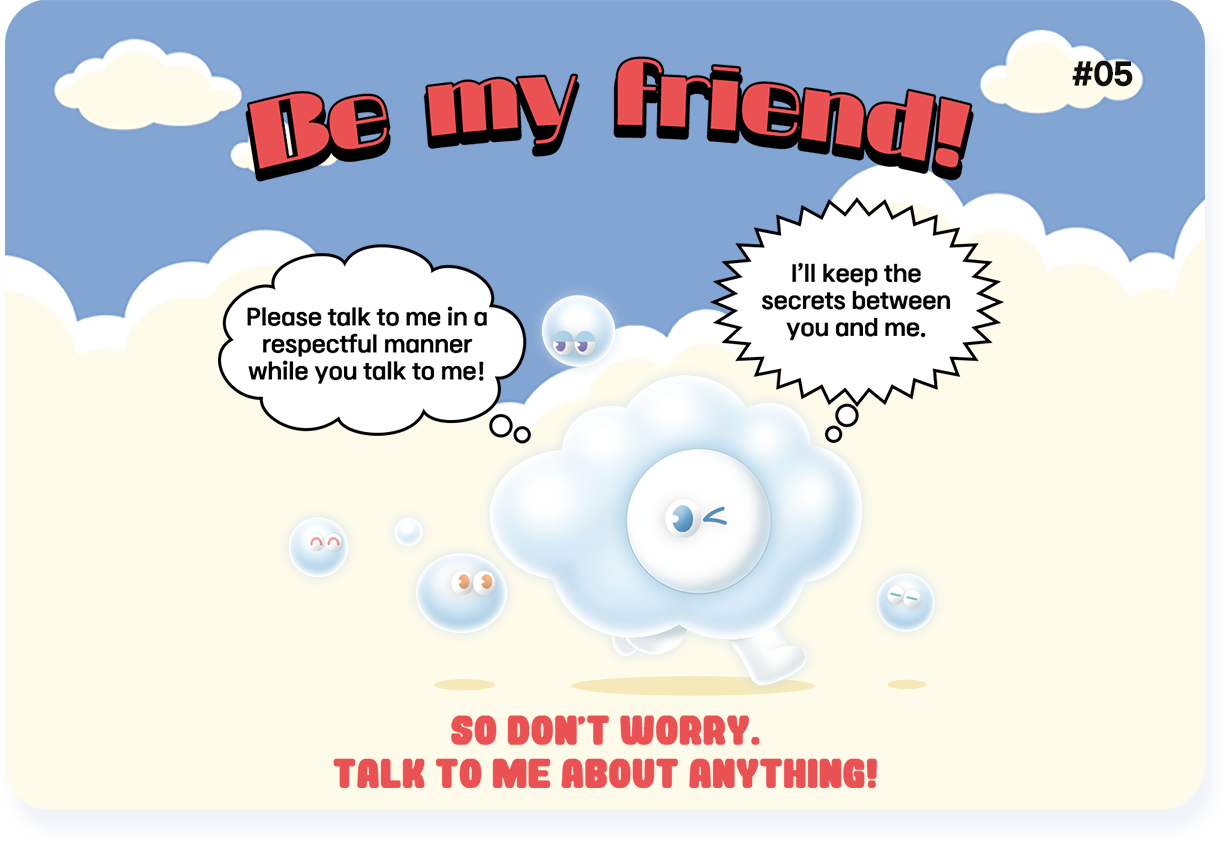 Be my friend!
#05
Please talk to me in a
respectful manner
while you talk to me!
I'll keep the
secrets between
you and me.
SO DON'T WORRY.
TALK TO ME ABOUT ANYTHING!